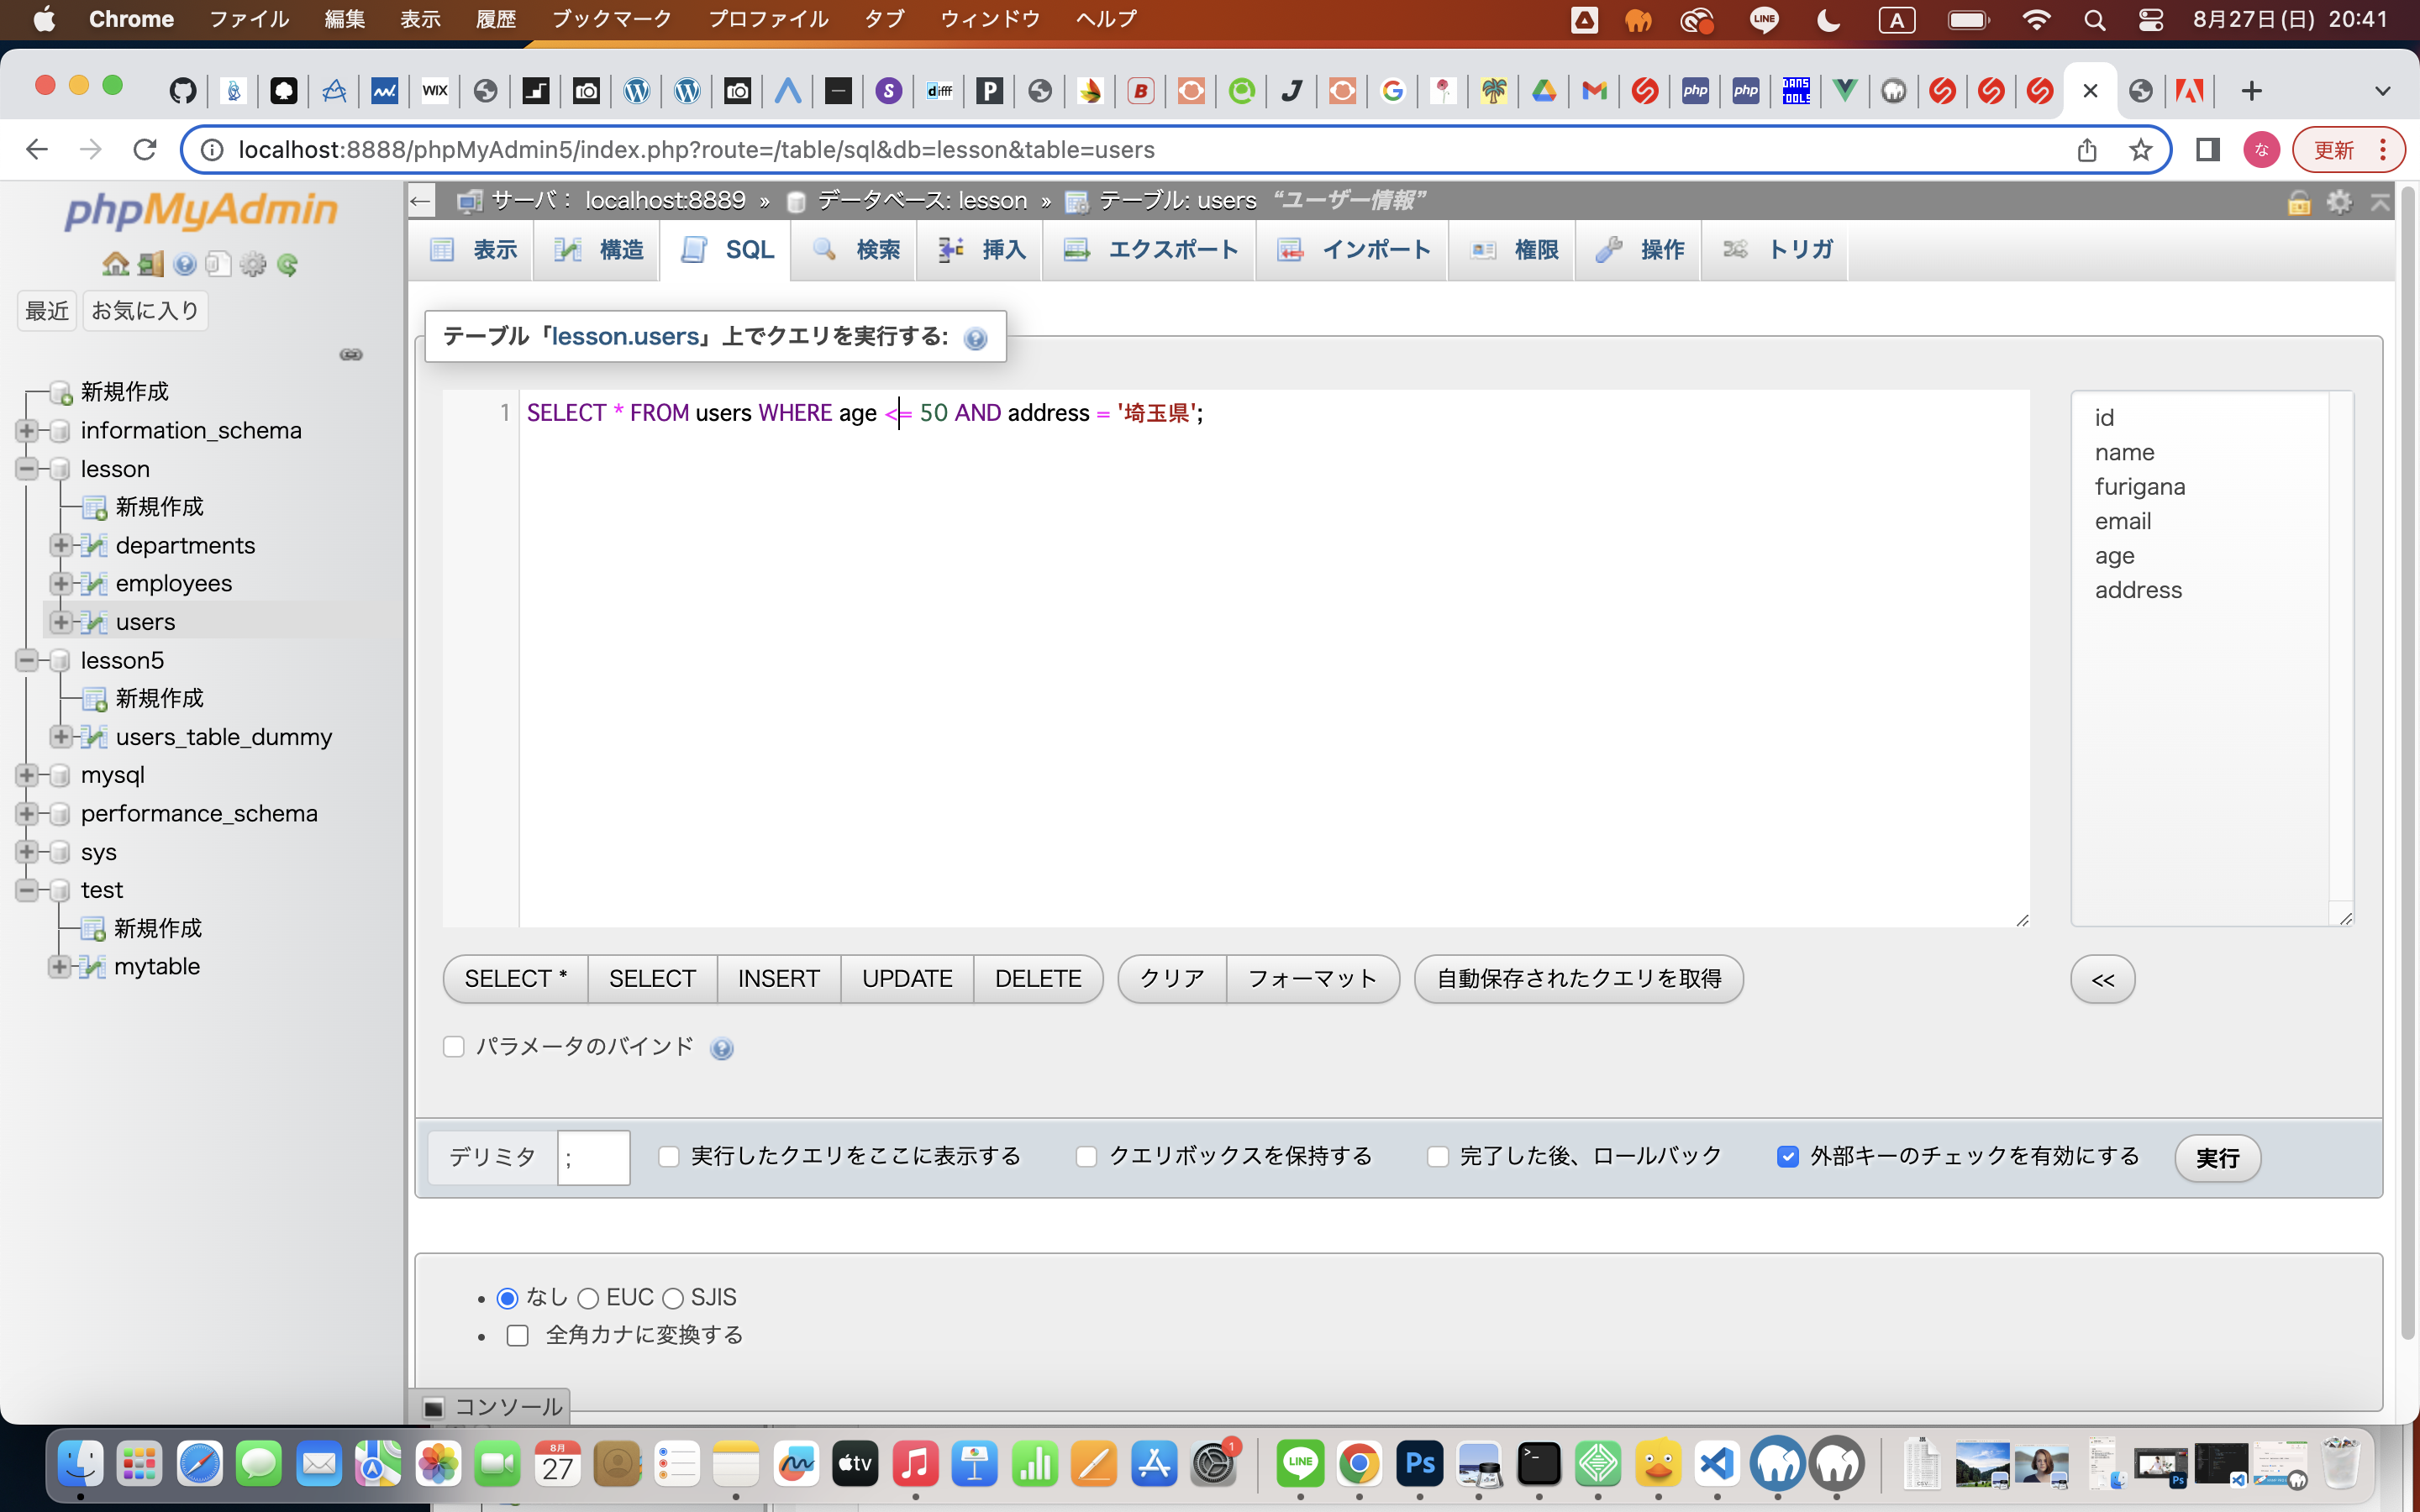 Chrome ファイル 編集 表示 履歴 ブックマーク プロファイル タブ ウィンドウ ヘルプ LINE A 8月27日(日) 20:41
WIX S diff P B J G php php DANS TOOLS
localhost:8888/phpMyAdmin5/index.php?route=/table/sql&db=lesson&table=users な 更新
phpMyAdmin
最近 お気に入り
新規作成
information_schema
lesson
新規作成
departments
employees
users
lesson5
新規作成
users_table_dummy
mysql
performance_schema
sys
test
新規作成
mytable
サーバ: localhost:8889 » データベース: lesson » テーブル: users “ユーザー情報”
表示 構造 SQL 検索 挿入 エクスポート インポート 権限 操作 トリガ
テーブル「lesson.users」上でクエリを実行する:
1 SELECT * FROM users WHERE age <= 50 AND address = '埼玉県';
id
name
furigana
email
age
address
SELECT * SELECT INSERT UPDATE DELETE クリア フォーマット 自動保存されたクエリを取得 <<
パラメータのバインド
デリミタ ; 実行したクエリをここに表示する クエリボックスを保持する 完了した後、ロールバック 外部キーのチェックを有効にする 実行
なし EUC SJIS
全角カナに変換する
コンソール
8月 27 tv 1 LINE Ps